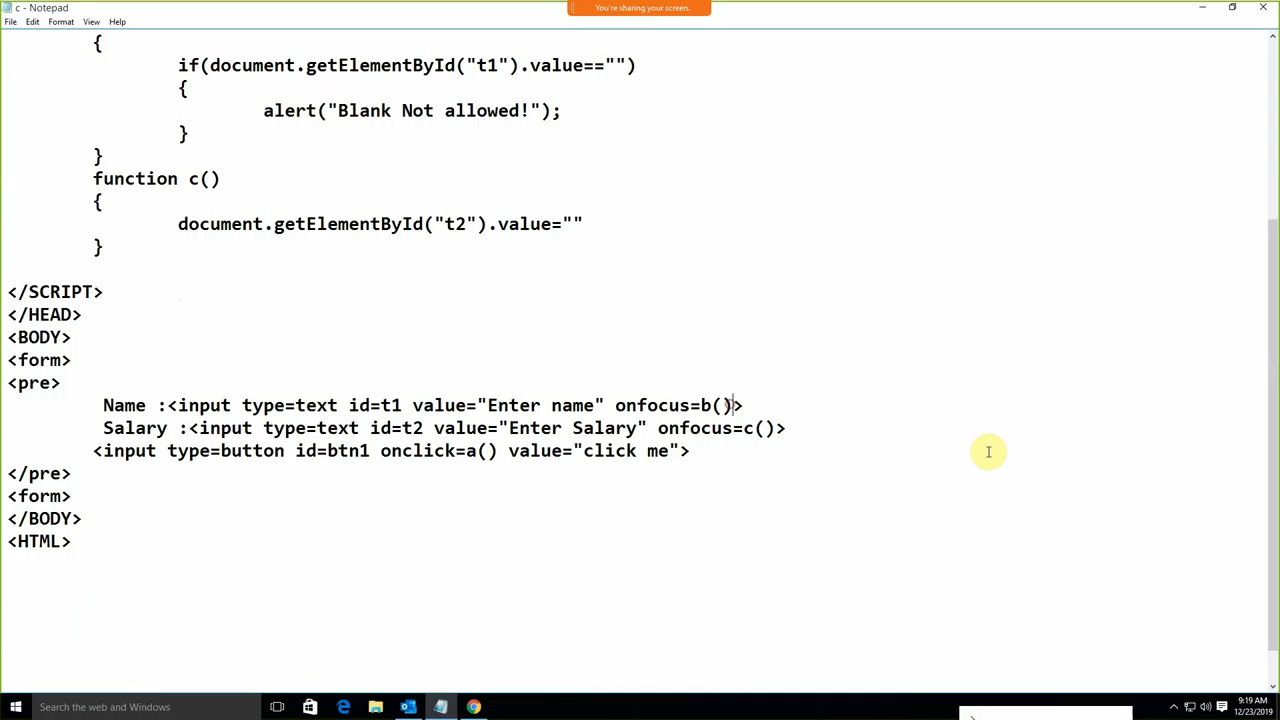 c - Notepad
You're sharing your screen.
File Edit Format View Help
{
if(document.getElementById("t1").value=="")
{
alert("Blank Not allowed!");
}
}
function c()
{
document.getElementById("t2").value=""
}
</SCRIPT>
</HEAD>
<BODY>
<form>
<pre>
Name :<input type=text id=t1 value="Enter name" onfocus=b()>
Salary :<input type=text id=t2 value="Enter Salary" onfocus=c()>
<input type=button id=btn1 onclick=a() value="click me">
</pre>
<form>
</BODY>
<HTML>
Search the web and Windows
9:19 AM
12/23/2019